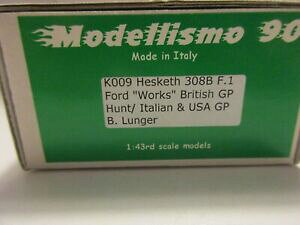 Modellismo 90
Made in Italy
K009 Hesketh 308B F.1
Ford "Works" British GP
Hunt/ Italian & USA GP
B. Lunger
1:43rd scale models